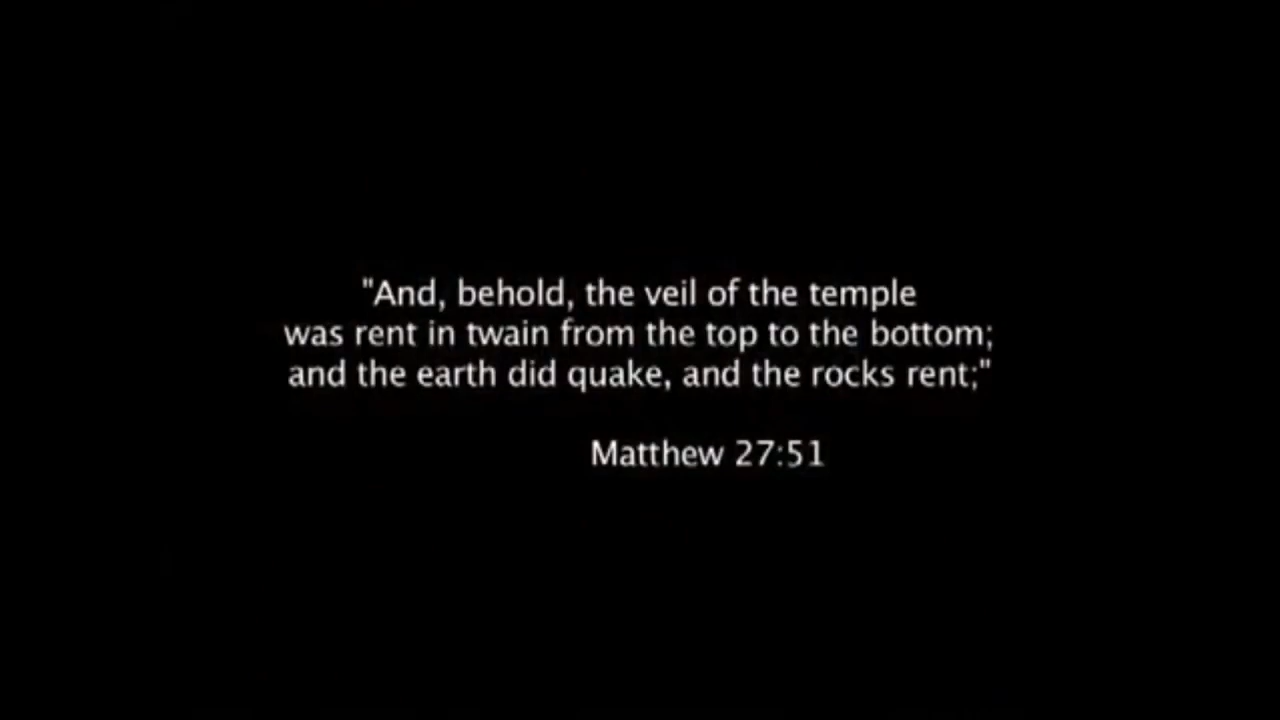 "And, behold, the veil of the temple
was rent in twain from the top to the bottom;
and the earth did quake, and the rocks rent;"
Matthew 27:51